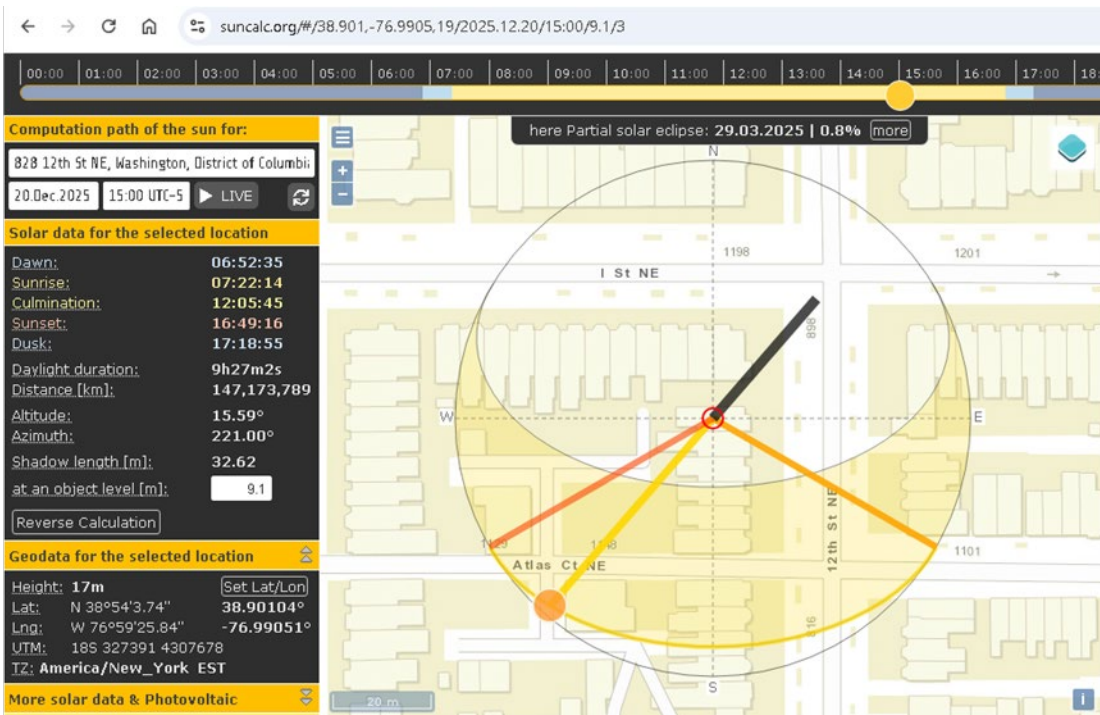 suncalc.org/#/38.901,-76.9905,19/2025.12.20/15:00/9.1/3
00:00 01:00 02:00 03:00 04:00 05:00 06:00 07:00 08:00 09:00 10:00 11:00 12:00 13:00 14:00 15:00 16:00 17:00 18:
Computation path of the sun for:
828 12th St NE, Washington, District of Columbi
20.Dec.2025 15:00 UTC-5 LIVE
Solar data for the selected location
Dawn: 06:52:35
Sunrise: 07:22:14
Culmination: 12:05:45
Sunset: 16:49:16
Dusk: 17:18:55
Daylight duration: 9h27m2s
Distance [km]: 147,173,789
Altitude: 15.59°
Azimuth: 221.00°
Shadow length [m]: 32.62
at an object level [m]: 9.1
Reverse Calculation
Geodata for the selected location
Height: 17m Set Lat/Lon
Lat: N 38°54'3.74" 38.90104°
Lng: W 76°59'25.84" -76.99051°
UTM: 18S 327391 4307678
TZ: America/New_York EST
More solar data & Photovoltaic
here Partial solar eclipse: 29.03.2025 | 0.8% more
N
1198
1201
I St NE
898
W
E
12th St NE
1129
1101
Atlas Ct NE
816
S
20 m
i